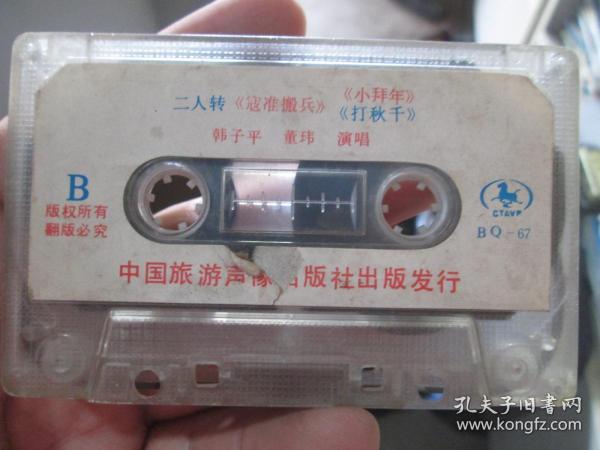 二人转《寇准搬兵》《小拜年》
《打秋千》
韩子平 董玮 演唱
B
版权所有
翻版必究
CTAVP
BQ-67
中国旅游声像出版社出版发行
孔夫子旧书网
www.kongfz.com